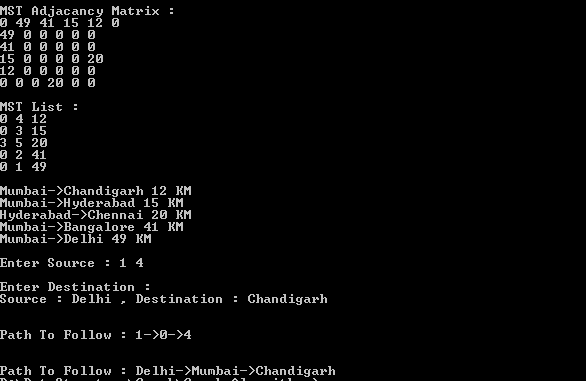 MST Adjacancy Matrix :
0 49 41 15 12 0
49 0 0 0 0 0
41 0 0 0 0 0
15 0 0 0 0 20
12 0 0 0 0 0
0 0 0 20 0 0
MST List :
0 4 12
0 3 15
3 5 20
0 2 41
0 1 49
Mumbai->Chandigarh 12 KM
Mumbai->Hyderabad 15 KM
Hyderabad->Chennai 20 KM
Mumbai->Bangalore 41 KM
Mumbai->Delhi 49 KM
Enter Source : 1 4
Enter Destination :
Source : Delhi , Destination : Chandigarh
Path To Follow : 1->0->4
Path To Follow : Delhi->Mumbai->Chandigarh